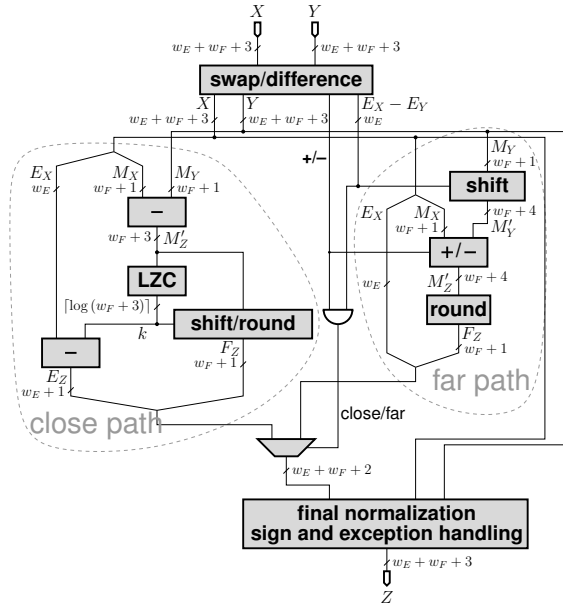 X Y
w_E + w_F + 3 w_E + w_F + 3
swap/difference
X Y E_X − E_Y
w_E + w_F + 3 w_E + w_F + 3 w_E
+/−
M_Y
w_F + 1
E_X M_X M_Y
w_E w_F + 1 w_F + 1
shift
E_X M_X w_F + 4
w_F + 1 M′_Y
−
+/−
w_F + 3 M′_Z
w_E M′_Z w_F + 4
LZC
round
⌈log (w_F + 3)⌉
shift/round
k
F_Z
w_F + 1
−
F_Z
w_F + 1
E_Z
w_E + 1
far path
close path
close/far
w_E + w_F + 2
final normalization
sign and exception handling
w_E + w_F + 3
Z